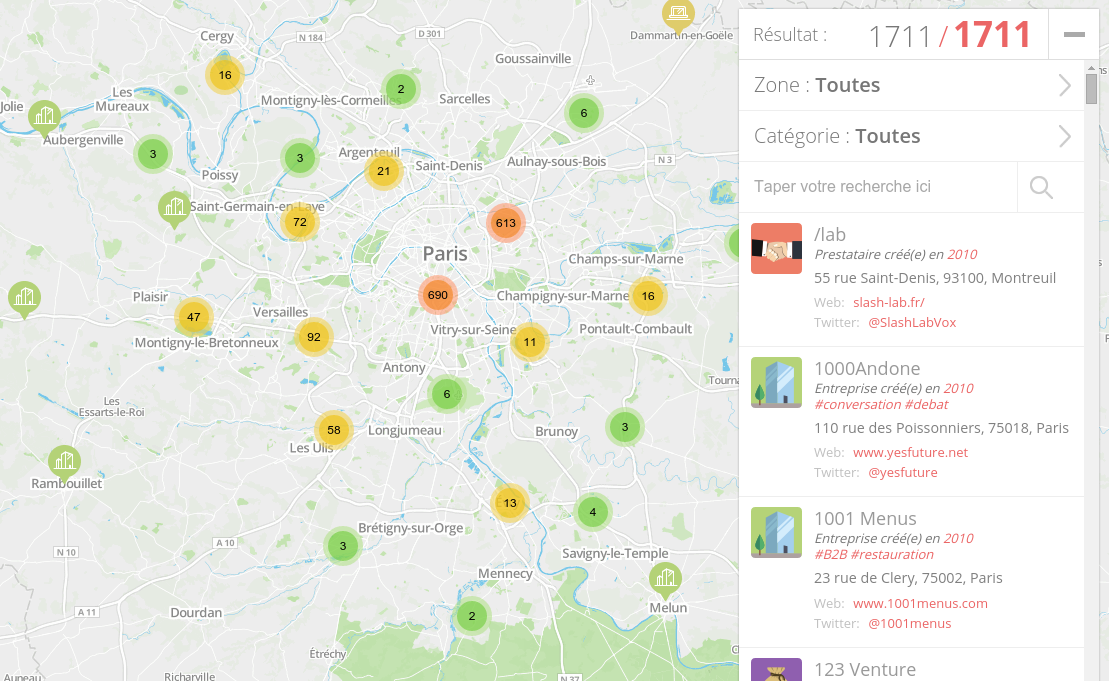 Cergy
N 184
D 301
Dammartin-en-Goële
Goussainville
16
2
Les
Mureaux
Montigny-lès-Cormeilles
Sarcelles
6
Jolie
Aubergenville
3
3
Argenteuil
21
Saint-Denis
Aulnay-sous-Bois
N 3
Poissy
Saint-Germain-en-Laye
72
613
Paris
Champs-sur-Marne
Plaisir
47
Versailles
690
Champigny-sur-Marne
16
92
Vitry-sur-Seine
11
Pontault-Combault
Montigny-le-Bretonneux
Antony
6
Les
Essarts-le-Roi
58
Longjumeau
Brunoy
3
Les Ulis
Rambouillet
13
4
Brétigny-sur-Orge
N 10
A 10
3
Savigny-le-Temple
Mennecy
A 11
Dourdan
2
Melun
Étréchy
Auneau
Richarville
N 37
Résultat :
1711 / 1711
Zone : Toutes
Catégorie : Toutes
Taper votre recherche ici
/lab
Prestataire créé(e) en 2010
55 rue Saint-Denis, 93100, Montreuil
Web: slash-lab.fr/
Twitter: @SlashLabVox
1000Andone
Entreprise créé(e) en 2010
#conversation #debat
110 rue des Poissonniers, 75018, Paris
Web: www.yesfuture.net
Twitter: @yesfuture
1001 Menus
Entreprise créé(e) en 2010
#B2B #restauration
23 rue de Clery, 75002, Paris
Web: www.1001menus.com
Twitter: @1001menus
123 Venture